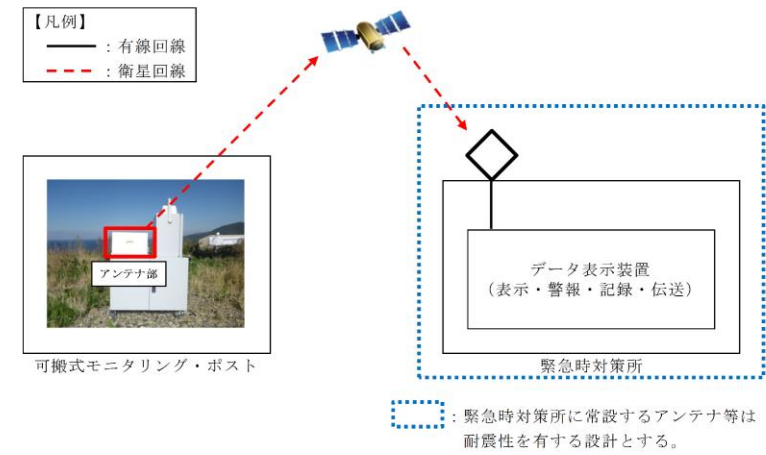 【凡例】
：有線回線
：衛星回線
アンテナ部
データ表示装置
（表示・警報・記録・伝送）
可搬式モニタリング・ポスト
緊急時対策所
：緊急時対策所に常設するアンテナ等は
耐震性を有する設計とする。